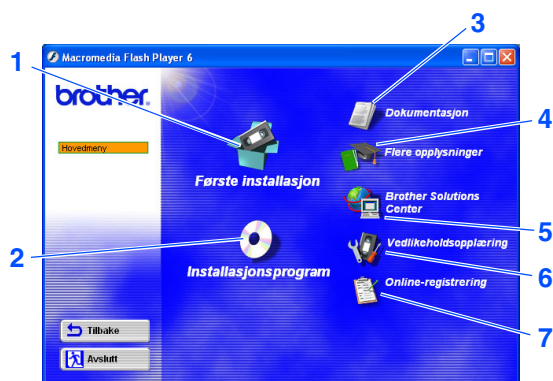 3
1
Macromedia Flash Player 6
brother.
Dokumentasjon
4
Hovedmeny
Flere opplysninger
Første installasjon
Brother Solutions
Center
5
2
Vedlikeholdsopplæring
Installasjonsprogram
6
Online-registrering
7
Tilbake
Avslutt